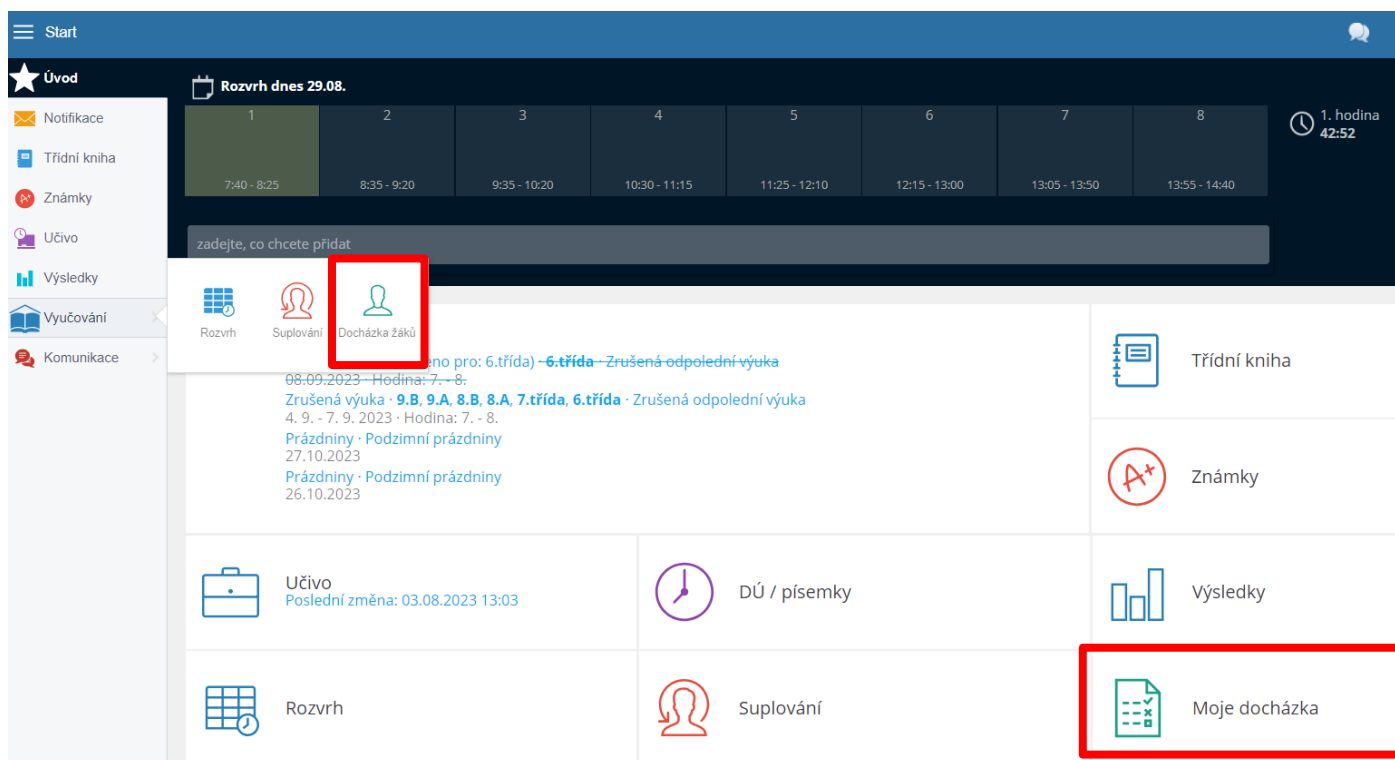 Start
Úvod
Notifikace
Třídní kniha
Známky
Učivo
Výsledky
Vyučování
Komunikace
Rozvrh dnes 29.08.
1 2 3 4 5 6 7 8
7:40 - 8:25 8:35 - 9:20 9:35 - 10:20 10:30 - 11:15 11:25 - 12:10 12:15 - 13:00 13:05 - 13:50 13:55 - 14:40
1. hodina
42:52
zadejte, co chcete přidat
Rozvrh Suplování Docházka žáků
pro: 6.třída) · 6.třída · Zrušená odpolední výuka
08.09.2023 · Hodina: 7. - 8.
Zrušená výuka · 9.B, 9.A, 8.B, 8.A, 7.třída, 6.třída · Zrušená odpolední výuka
4. 9. - 7. 9. 2023 · Hodina: 7. - 8.
Prázdniny · Podzimní prázdniny
27.10.2023
Prázdniny · Podzimní prázdniny
26.10.2023
Třídní kniha
Známky
Učivo
Poslední změna: 03.08.2023 13:03
DÚ / písemky
Výsledky
Rozvrh
Suplování
Moje docházka